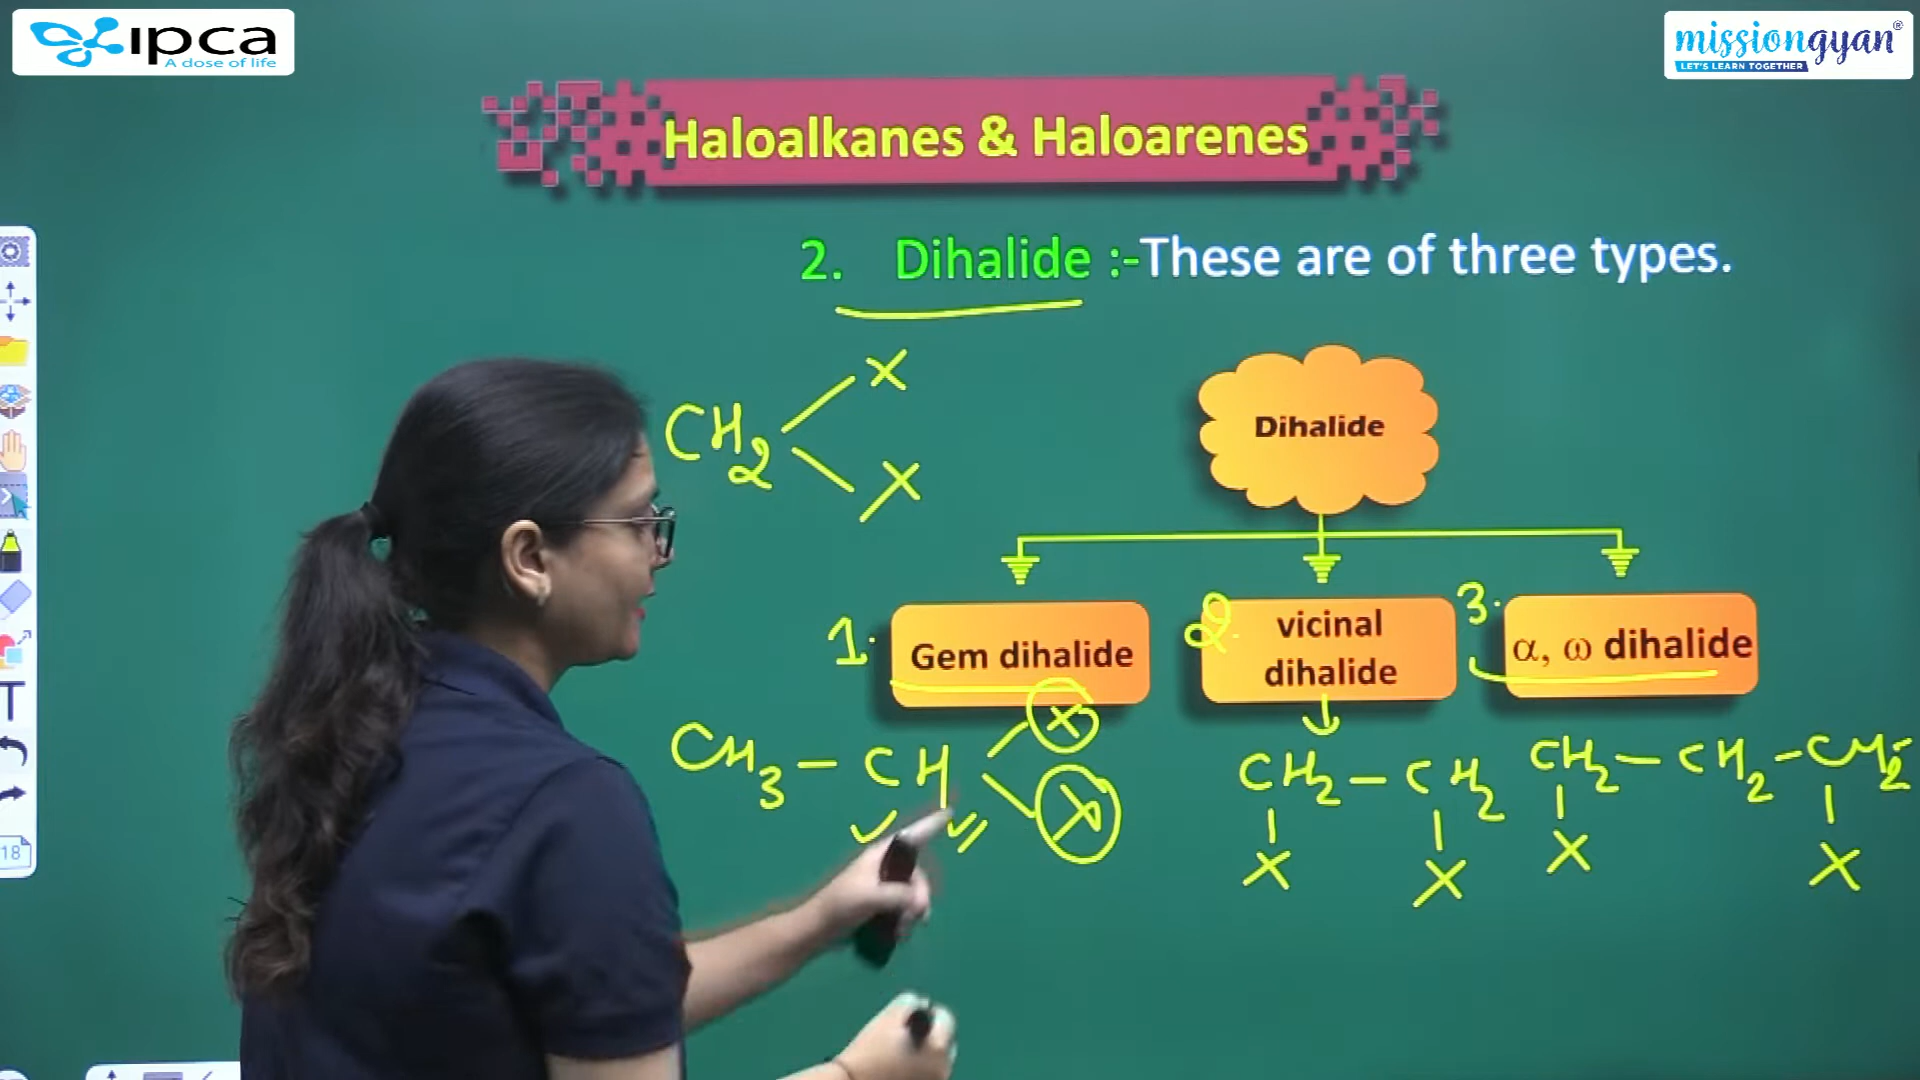 ipca
A dose of life
missiongyan®
LET'S LEARN TOGETHER
Haloalkanes & Haloarenes
2. Dihalide :-These are of three types.
CH2
X
X
Dihalide
1.
Gem dihalide
2.
vicinal
dihalide
3.
α, ω dihalide
CH3 – CH
X
X
CH2 – CH2
X X
CH2 – CH2 – CH2
X X
18
T